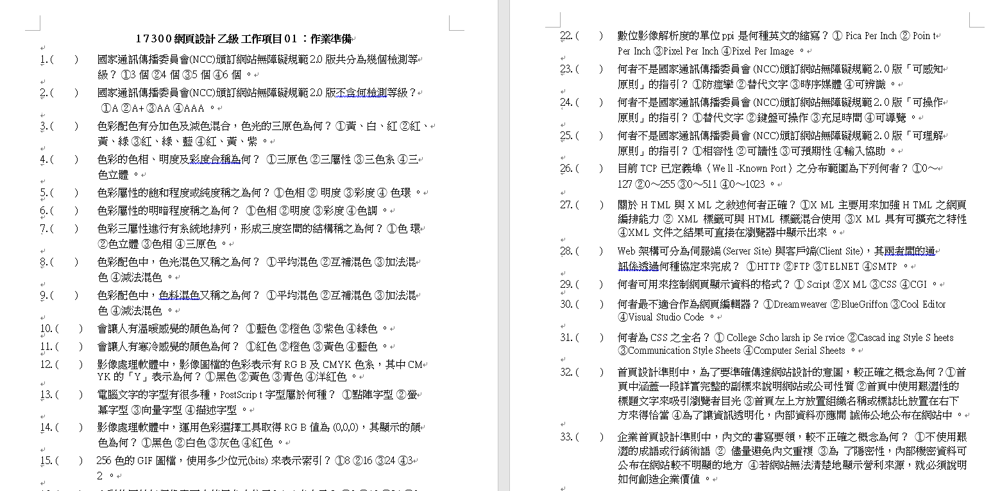 17300 網頁設計 乙級 工作項目 01 ：作業準備
1. (  ) 國家通訊傳播委員會(NCC)頒訂網站無障礙規範 2.0 版共分為幾個檢測等
級？ ①3 個 ②4 個 ③5 個 ④6 個 。
2. (  ) 國家通訊傳播委員會(NCC)頒訂網站無障礙規範 2.0 版不含何檢測等級？
①A ②A+ ③AA ④AAA 。
3. (  ) 色彩配色有分加色及減色混合，色光的三原色為何？ ①黃、白、紅 ②紅、
黃、綠 ③紅、綠、藍 ④紅、黃、紫 。
4. (  ) 色彩的色相、明度及彩度合稱為何？ ①三原色 ②三屬性 ③三色系 ④三
色立體 。
5. (  ) 色彩屬性的飽和程度或純度稱之為何？ ①色相 ② 明度 ③彩度 ④ 色環 。
6. (  ) 色彩屬性的明暗程度稱之為何？ ①色相 ②明度 ③彩度 ④色調 。
7. (  ) 色彩三屬性進行有系統地排列，形成三度空間的結構稱之為何？ ①色 環
②色立體 ③色相 ④三原色 。
8. (  ) 色彩配色中，色光混色又稱之為何？ ①平均混色 ②互補混色 ③加法混
色 ④減法混色 。
9. (  ) 色彩配色中，色料混色又稱之為何？ ①平均混色 ②互補混色 ③加法混
色 ④減法混色 。
10. (  ) 會讓人有溫暖感覺的顏色為何？ ①藍色 ②橙色 ③紫色 ④綠色 。
11. (  ) 會讓人有寒冷感覺的顏色為何？ ①紅色 ②橙色 ③黃色 ④藍色 。
12. (  ) 影像處理軟體中，影像圖檔的色彩表示有 RG B 及 CMYK 色系，其中 CM
YK 的「Y」表示為何？ ①黑色 ②黃色 ③青色 ④洋紅色 。
13. (  ) 電腦文字的字型有很多種，PostScrip t 字型屬於何種？ ①點陣字型 ②螢
幕字型 ③向量字型 ④描述字型 。
14. (  ) 影像處理軟體中，運用色彩選擇工具取得 RG B 值為 (0,0,0)，其顯示的顏
色為何？ ①黑色 ②白色 ③灰色 ④紅色 。
15. (  ) 256 色的 GIF 圖檔，使用多少位元(bits) 來表示索引？ ①8 ②16 ③24 ④3
2 。
22. (  ) 數位影像解析度的單位 ppi 是何種英文的縮寫？ ① Pica Per Inch ② Poin t
Per Inch ③Pixel Per Inch ④Pixel Per Image 。
23. (  ) 何者不是國家通訊傳播委員會 (NCC)頒訂網站無障礙規範 2. 0 版「可感知
原則」的指引？ ①防痙攣 ②替代文字 ③時序媒體 ④可辨識 。
24. (  ) 何者不是國家通訊傳播委員會 (NCC)頒訂網站無障礙規範 2. 0 版「可操作
原則」的指引？ ①替代文字 ②鍵盤可操作 ③充足時間 ④可導覽 。
25. (  ) 何者不是國家通訊傳播委員會 (NCC)頒訂網站無障礙規範 2. 0 版「可理解
原則」的指引？ ①相容性 ②可讀性 ③可預期性 ④輸入協助 。
26. (  ) 目前 TCP 已定義埠〈We ll -Known Port〉之分布範圍為下列何者？ ①0～
127 ②0～255 ③0～511 ④0～1023 。
27. (  ) 關於 H TML 與 X ML 之敘述何者正確？ ①X ML 主要用來加強 H TML 之網頁
編排能力 ② XML 標籤可與 HTML 標籤混合使用 ③X ML 具有可擴充之特性
④XML 文件之結果可直接在瀏覽器中顯示出來 。
28. (  ) Web 架構可分為伺服端 (Server Site) 與客戶端(Client Site)，其兩者間的通
訊係透過何種協定來完成？ ①HTTP ②FTP ③TELNET ④SMTP 。
29. (  ) 何者可用來控制網頁顯示資料的格式？ ① Script ②X ML ③CSS ④CGI 。
30. (  ) 何者最不適合作為網頁編輯器？ ①Dreamweaver ②BlueGriffon ③Cool Editor
④Visual Studio Code 。
31. (  ) 何者為 CSS 之全名？ ① College Scho larsh ip Se rvice ②Cascad ing Style S heets
③Communication Style Sheets ④Computer Serial Sheets 。
32. (  ) 首頁設計準則中，為了要準確傳達網站設計的意圖，較正確之概念為何？①首
頁中涵蓋一段詳實完整的副標來說明網站或公司性質 ②首頁中使用艱澀性的
標題文字來吸引瀏覽者目光 ③首頁左上方放置組織名稱或標誌比放置在右下
方來得恰當 ④為了讓資訊透明化，內部資料亦應開 誠佈公地公布在網站中 。
33. (  ) 企業首頁設計準則中，內文的書寫要領，較不正確之概念為何？ ①不使用艱
澀的成語或行銷術語 ② 儘量避免內文重複 ③為 了隱密性，內部機密資料可
公布在網站較不明顯的地方 ④若網站無法清楚地顯示營利來源，就必須說明
如何創造企業價值 。